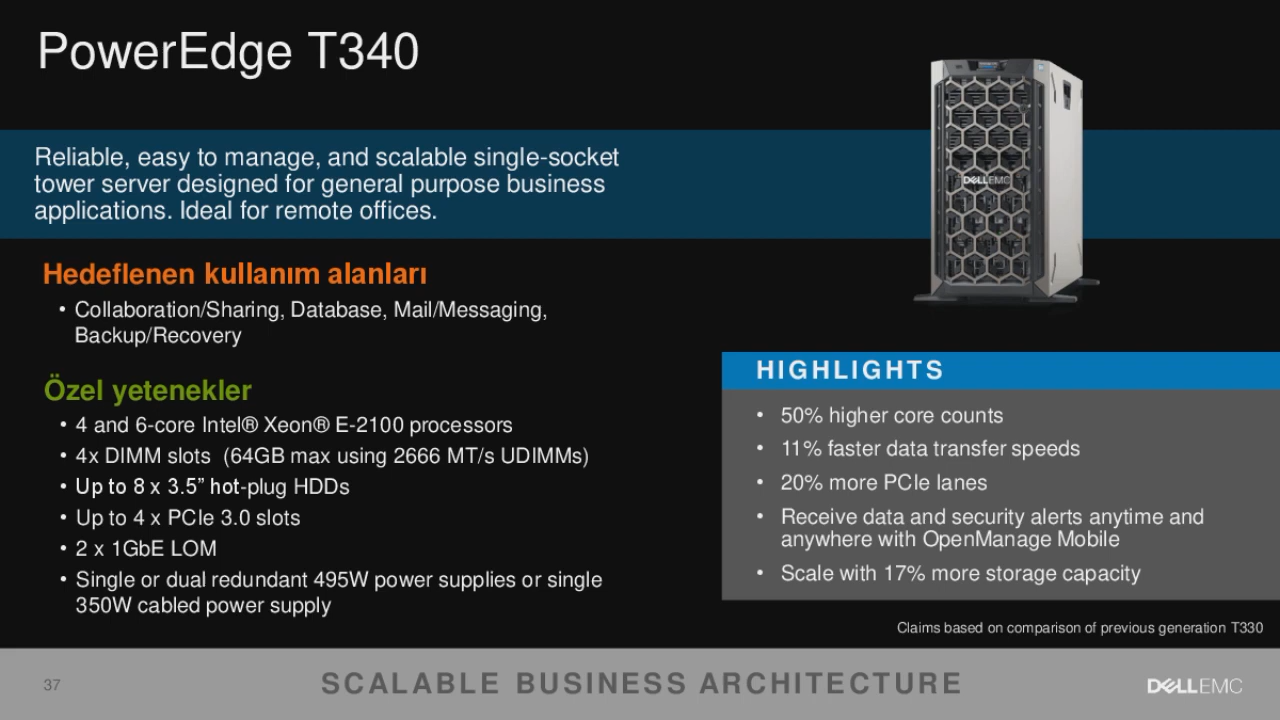 PowerEdge T340
Reliable, easy to manage, and scalable single-socket
tower server designed for general purpose business
applications. Ideal for remote offices.
DELLEMC
Hedeflenen kullanım alanları
• Collaboration/Sharing, Database, Mail/Messaging,
Backup/Recovery
Özel yetenekler
• 4 and 6-core Intel® Xeon® E-2100 processors
• 4x DIMM slots (64GB max using 2666 MT/s UDIMMs)
• Up to 8 x 3.5” hot-plug HDDs
• Up to 4 x PCIe 3.0 slots
• 2 x 1GbE LOM
• Single or dual redundant 495W power supplies or single
350W cabled power supply
HIGHLIGHTS
• 50% higher core counts
• 11% faster data transfer speeds
• 20% more PCIe lanes
• Receive data and security alerts anytime and
anywhere with OpenManage Mobile
• Scale with 17% more storage capacity
Claims based on comparison of previous generation T330
37
SCALABLE BUSINESS ARCHITECTURE
DELLEMC